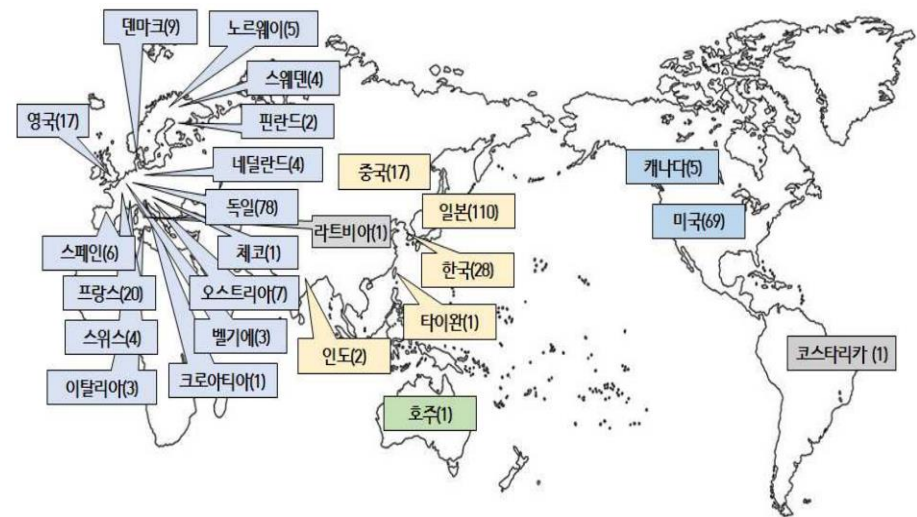 덴마크(9)
노르웨이(5)
스웨덴(4)
영국(17)
핀란드(2)
네덜란드(4)
중국(17)
캐나다(5)
독일(78)
일본(110)
미국(69)
라트비아(1)
스페인(6)
체코(1)
한국(28)
프랑스(20)
오스트리아(7)
타이완(1)
스위스(4)
벨기에(3)
인도(2)
코스타리카 (1)
이탈리아(3)
크로아티아(1)
호주(1)